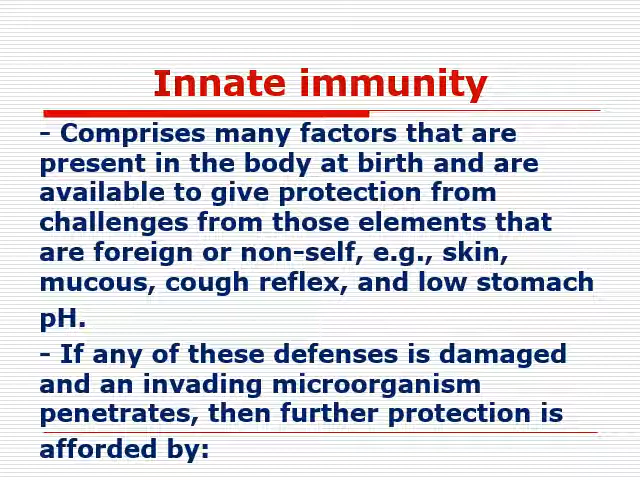 Innate immunity
- Comprises many factors that are
present in the body at birth and are
available to give protection from
challenges from those elements that
are foreign or non-self, e.g., skin,
mucous, cough reflex, and low stomach
pH.
- If any of these defenses is damaged
and an invading microorganism
penetrates, then further protection is
afforded by: